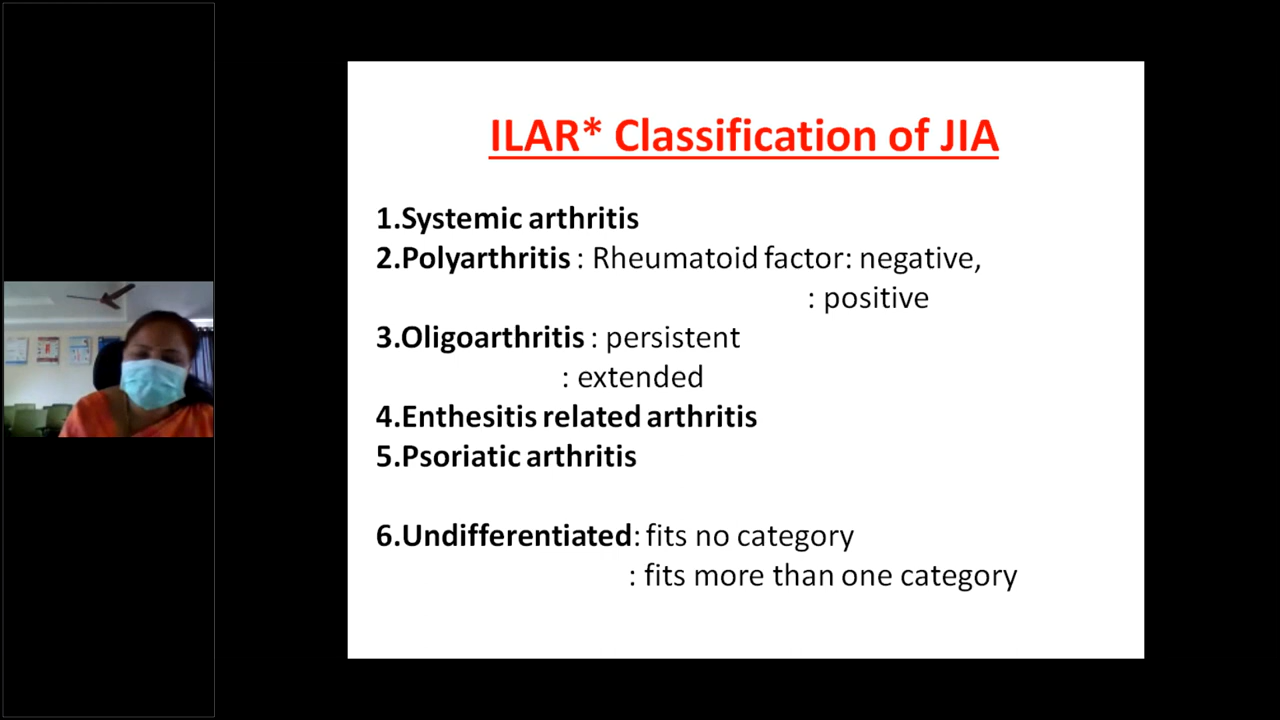 ILAR* Classification of JIA
1.Systemic arthritis
2.Polyarthritis : Rheumatoid factor: negative,
: positive
3.Oligoarthritis : persistent
: extended
4.Enthesitis related arthritis
5.Psoriatic arthritis
6.Undifferentiated: fits no category
: fits more than one category